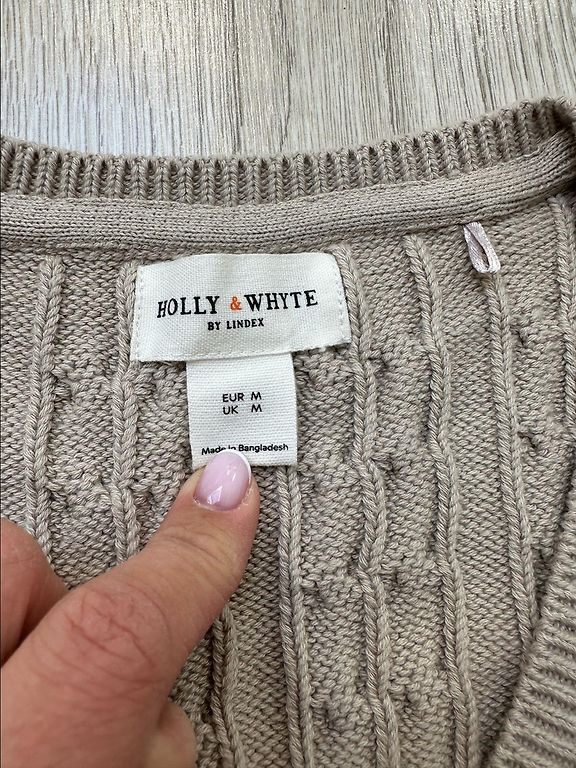 HOLLY & WHYTE
BY LINDEX
EUR M
UK M
Made in Bangladesh